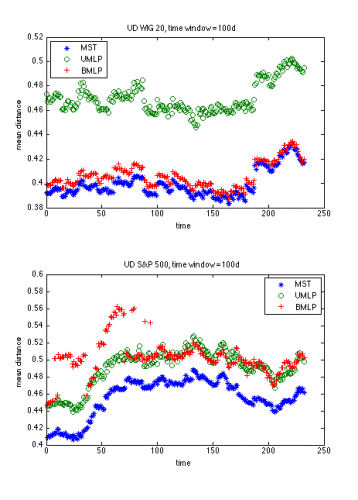 UD WIG 20, time window = 100d
0.52
0.5
0.48
0.46
0.44
0.42
0.4
0.38
mean distance
MST
UMLP
BMLP
0 50 100 150 200 250
time
UD S&P 500, time window = 100d
0.6
0.58
0.56
0.54
0.52
0.5
0.48
0.46
0.44
0.42
0.4
mean distance
MST
UMLP
BMLP
0 50 100 150 200 250
time